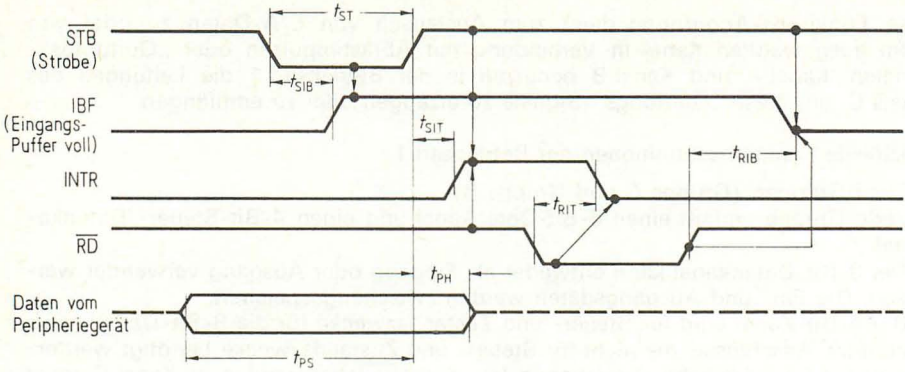 STB
(Strobe)
IBF
(Eingangs-
Puffer voll)
INTR
RD
Daten vom
Peripheriegerät
tST
tSIB
tSIT
tRIB
tRIT
tPH
tPS